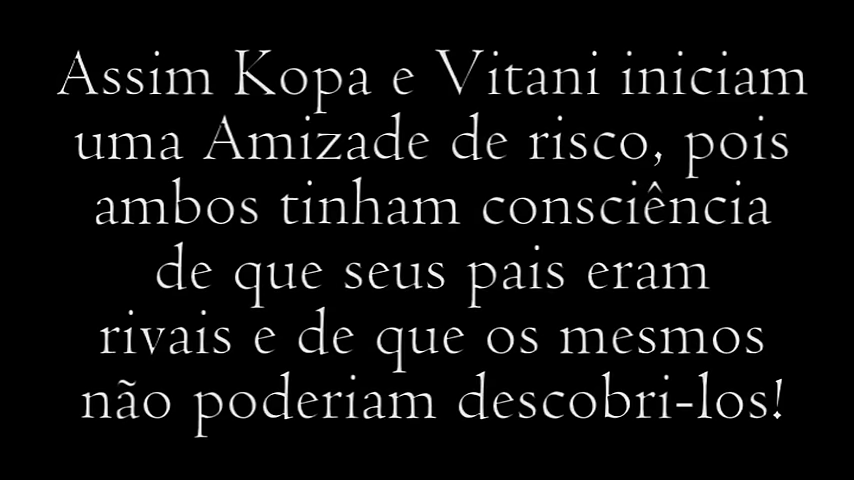 Assim Kopa e Vitani iniciam
uma Amizade de risco, pois
ambos tinham consciência
de que seus pais eram
rivais e de que os mesmos
não poderiam descobri-los!